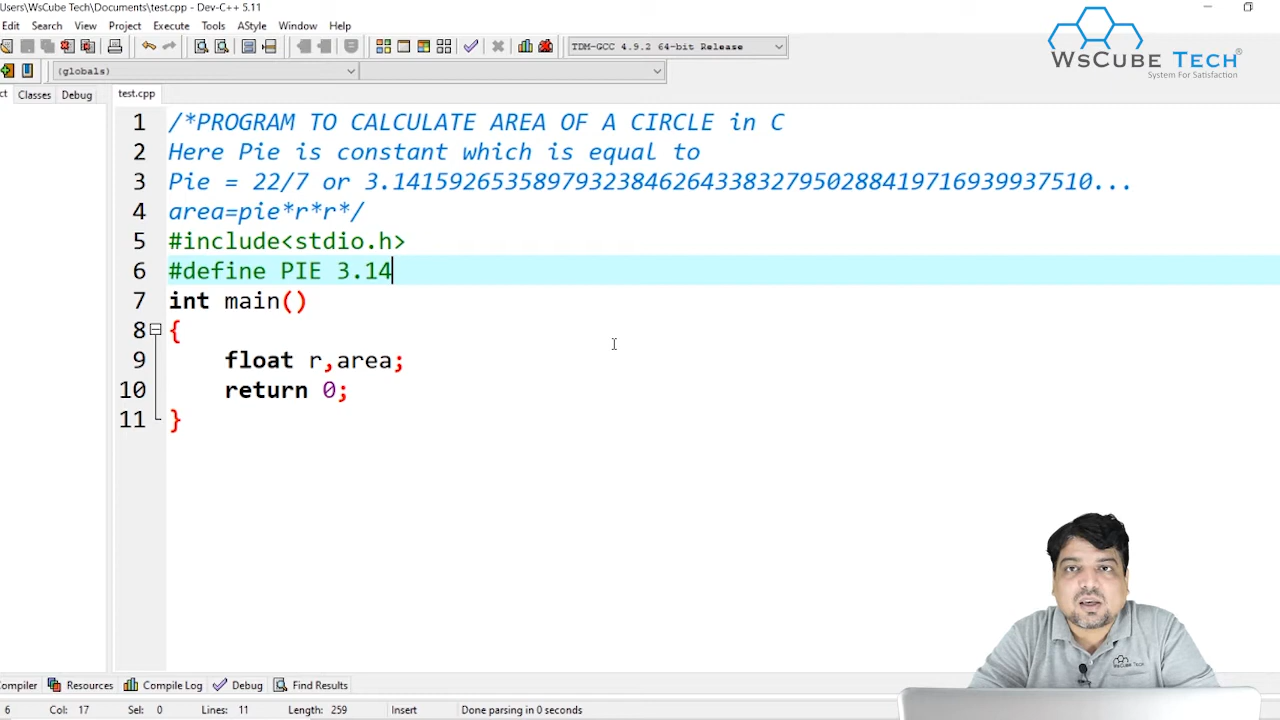 Users\WsCube Tech\Documents\test.cpp - Dev-C++ 5.11
Edit Search View Project Execute Tools AStyle Window Help
TDM-GCC 4.9.2 64-bit Release
WsCube Tech®
System For Satisfaction
(globals)
ct Classes Debug
test.cpp
1 /*PROGRAM TO CALCULATE AREA OF A CIRCLE in C
2 Here Pie is constant which is equal to
3 Pie = 22/7 or 3.14159265358979323846264338327950288419716939937510...
4 area=pie*r*r*/
5 #include<stdio.h>
6 #define PIE 3.14
7 int main()
8 {
9 float r,area;
10 return 0;
11 }
WsCube Tech
ompiler Resources Compile Log Debug Find Results
6 Col: 17 Sel: 0 Lines: 11 Length: 259 Insert Done parsing in 0 seconds